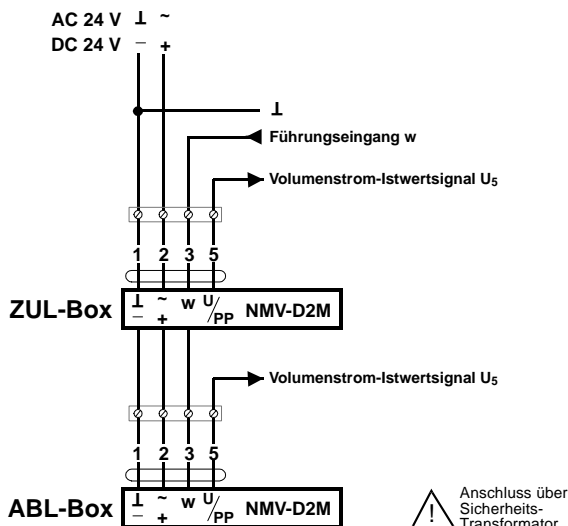 AC 24 V ⊥ ~
DC 24 V – +
⊥
Führungseingang w
Volumenstrom-Istwertsignal U5
1 2 3 5
ZUL-Box ⊥ ~ w U/PP NMV-D2M
– +
Volumenstrom-Istwertsignal U5
1 2 3 5
ABL-Box ⊥ ~ w U/PP NMV-D2M
– +
! Anschluss über
Sicherheits-
Transformator